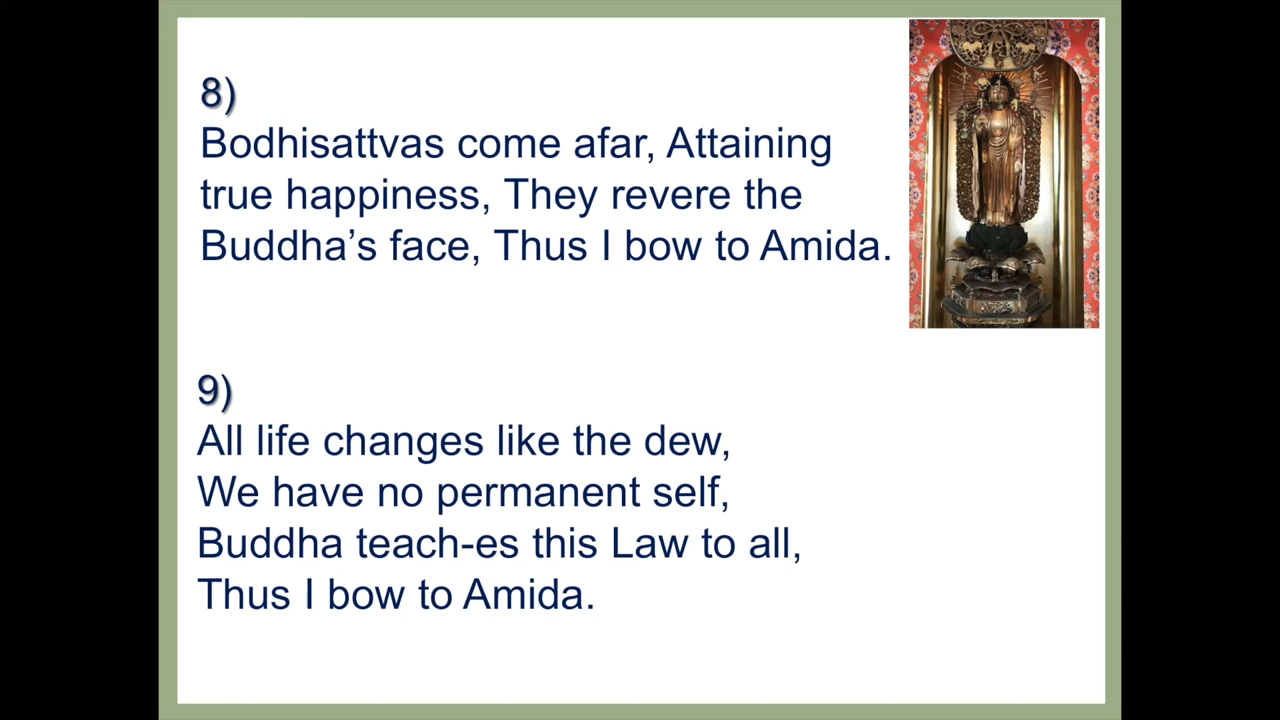 8)
Bodhisattvas come afar, Attaining
true happiness, They revere the
Buddha’s face, Thus I bow to Amida.
9)
All life changes like the dew,
We have no permanent self,
Buddha teach-es this Law to all,
Thus I bow to Amida.